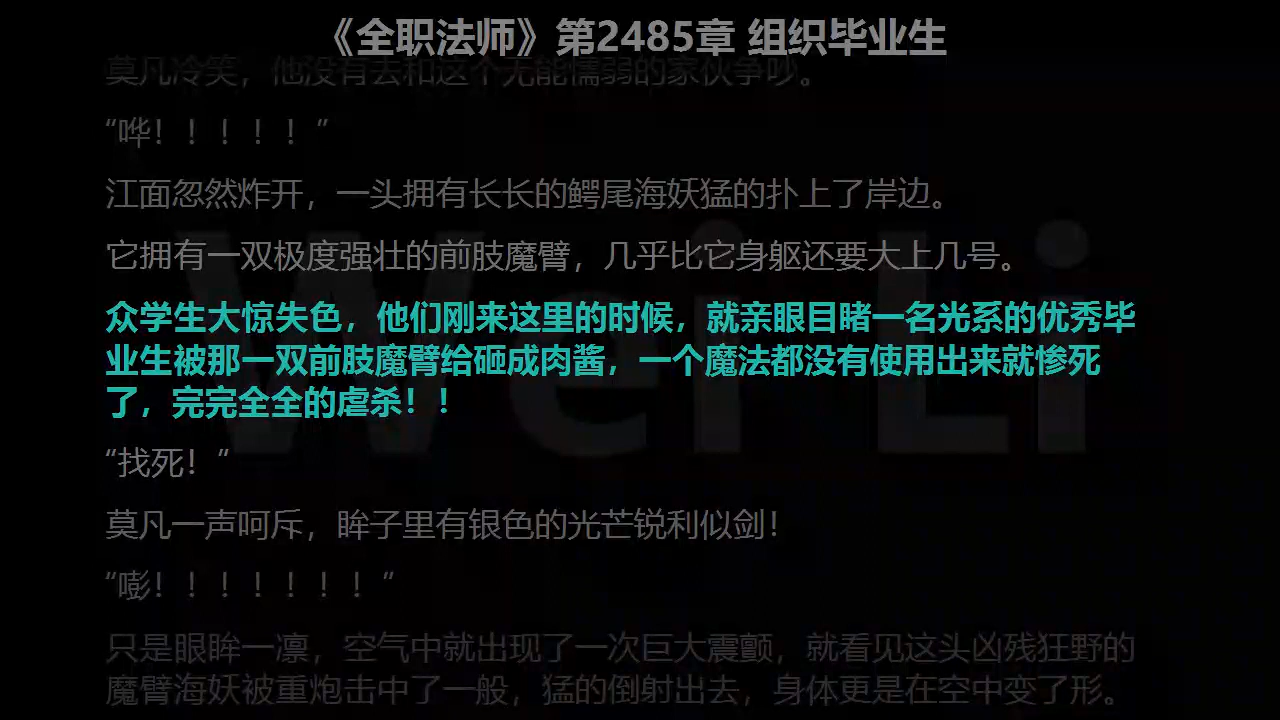 《全职法师》第2485章 组织毕业生
莫凡冷笑，他没有去和这个无能懦弱的家伙争吵。
“哗！！！！！”
江面忽然炸开，一头拥有长长的鳄尾海妖猛的扑上了岸边。
它拥有一双极度强壮的前肢魔臂，几乎比它身躯还要大上几号。
众学生大惊失色，他们刚来这里的时候，就亲眼目睹一名光系的优秀毕
业生被那一双前肢魔臂给砸成肉酱，一个魔法都没有使用出来就惨死
了，完完全全的虐杀！！
“找死！”
莫凡一声呵斥，眸子里有银色的光芒锐利似剑！
“嘭！！！！！！！”
只是眼眸一凛，空气中就出现了一次巨大震颤，就看见这头凶残狂野的
魔臂海妖被重炮击中了一般，猛的倒射出去，身体更是在空中变了形。
Wei Li